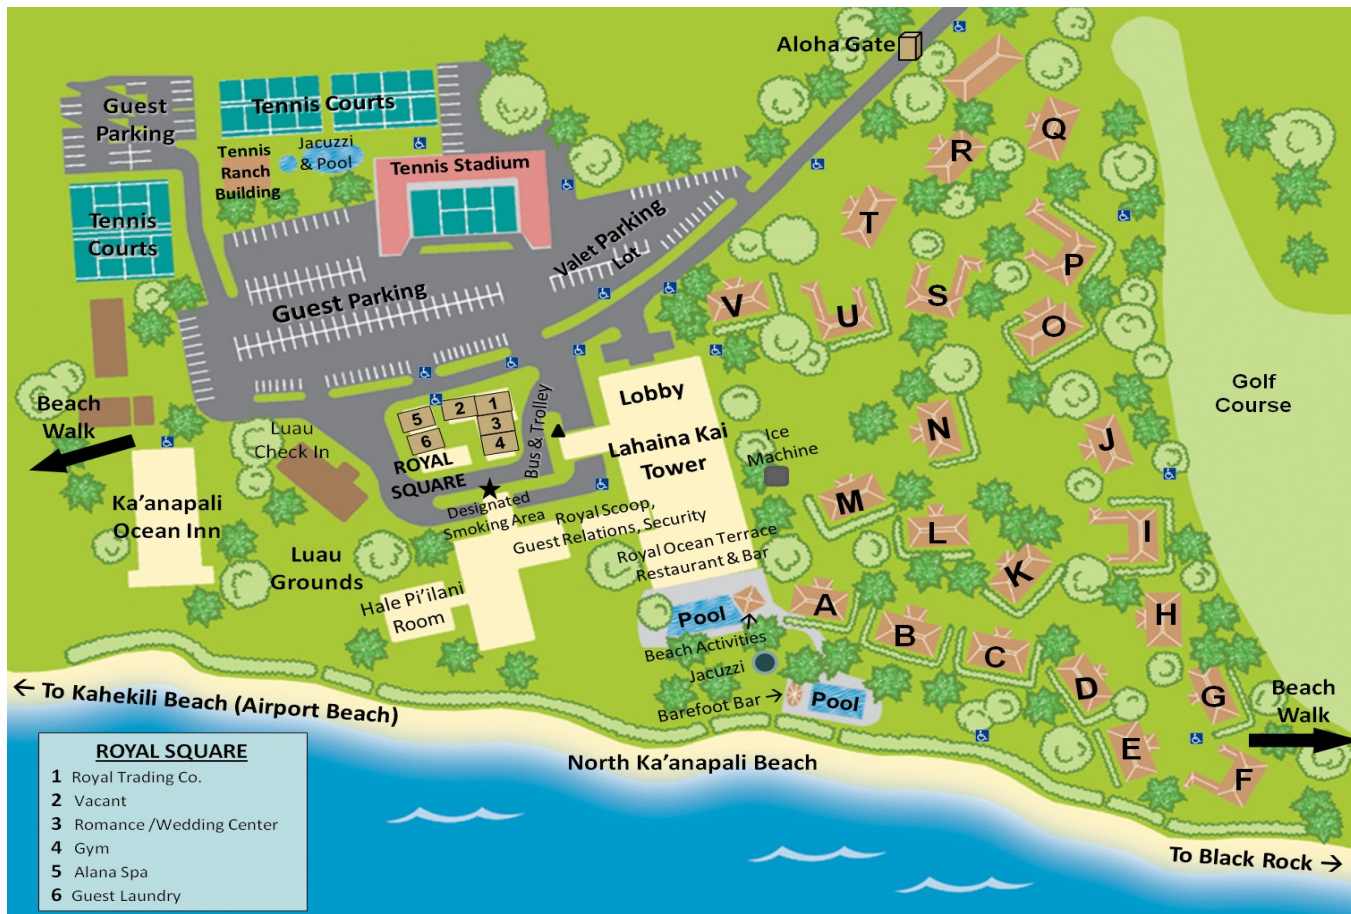 Aloha Gate
Guest
Parking
Tennis Courts
Tennis
Ranch
Building
Jacuzzi
& Pool
Tennis Stadium
Tennis
Courts
Valet Parking
Lot
Guest Parking
Q
R
T
P
S
V
U
O
N
J
M
L
I
K
H
A
B
C
D
G
E
F
Golf
Course
Beach
Walk
Luau
Check In
5
2
1
3
6
4
ROYAL
SQUARE
Bus & Trolley
Lobby
Lahaina Kai
Tower
Ice
Machine
Ka'anapali
Ocean Inn
Luau
Grounds
Designated
Smoking Area
Royal Scoop,
Guest Relations, Security
Royal Ocean Terrace
Restaurant & Bar
Hale Pi'ilani
Room
Pool
Beach Activities
Jacuzzi
Barefoot Bar →
Pool
Beach
Walk
← To Kahekili Beach (Airport Beach)
North Ka'anapali Beach
To Black Rock →
ROYAL SQUARE
1 Royal Trading Co.
2 Vacant
3 Romance /Wedding Center
4 Gym
5 Alana Spa
6 Guest Laundry